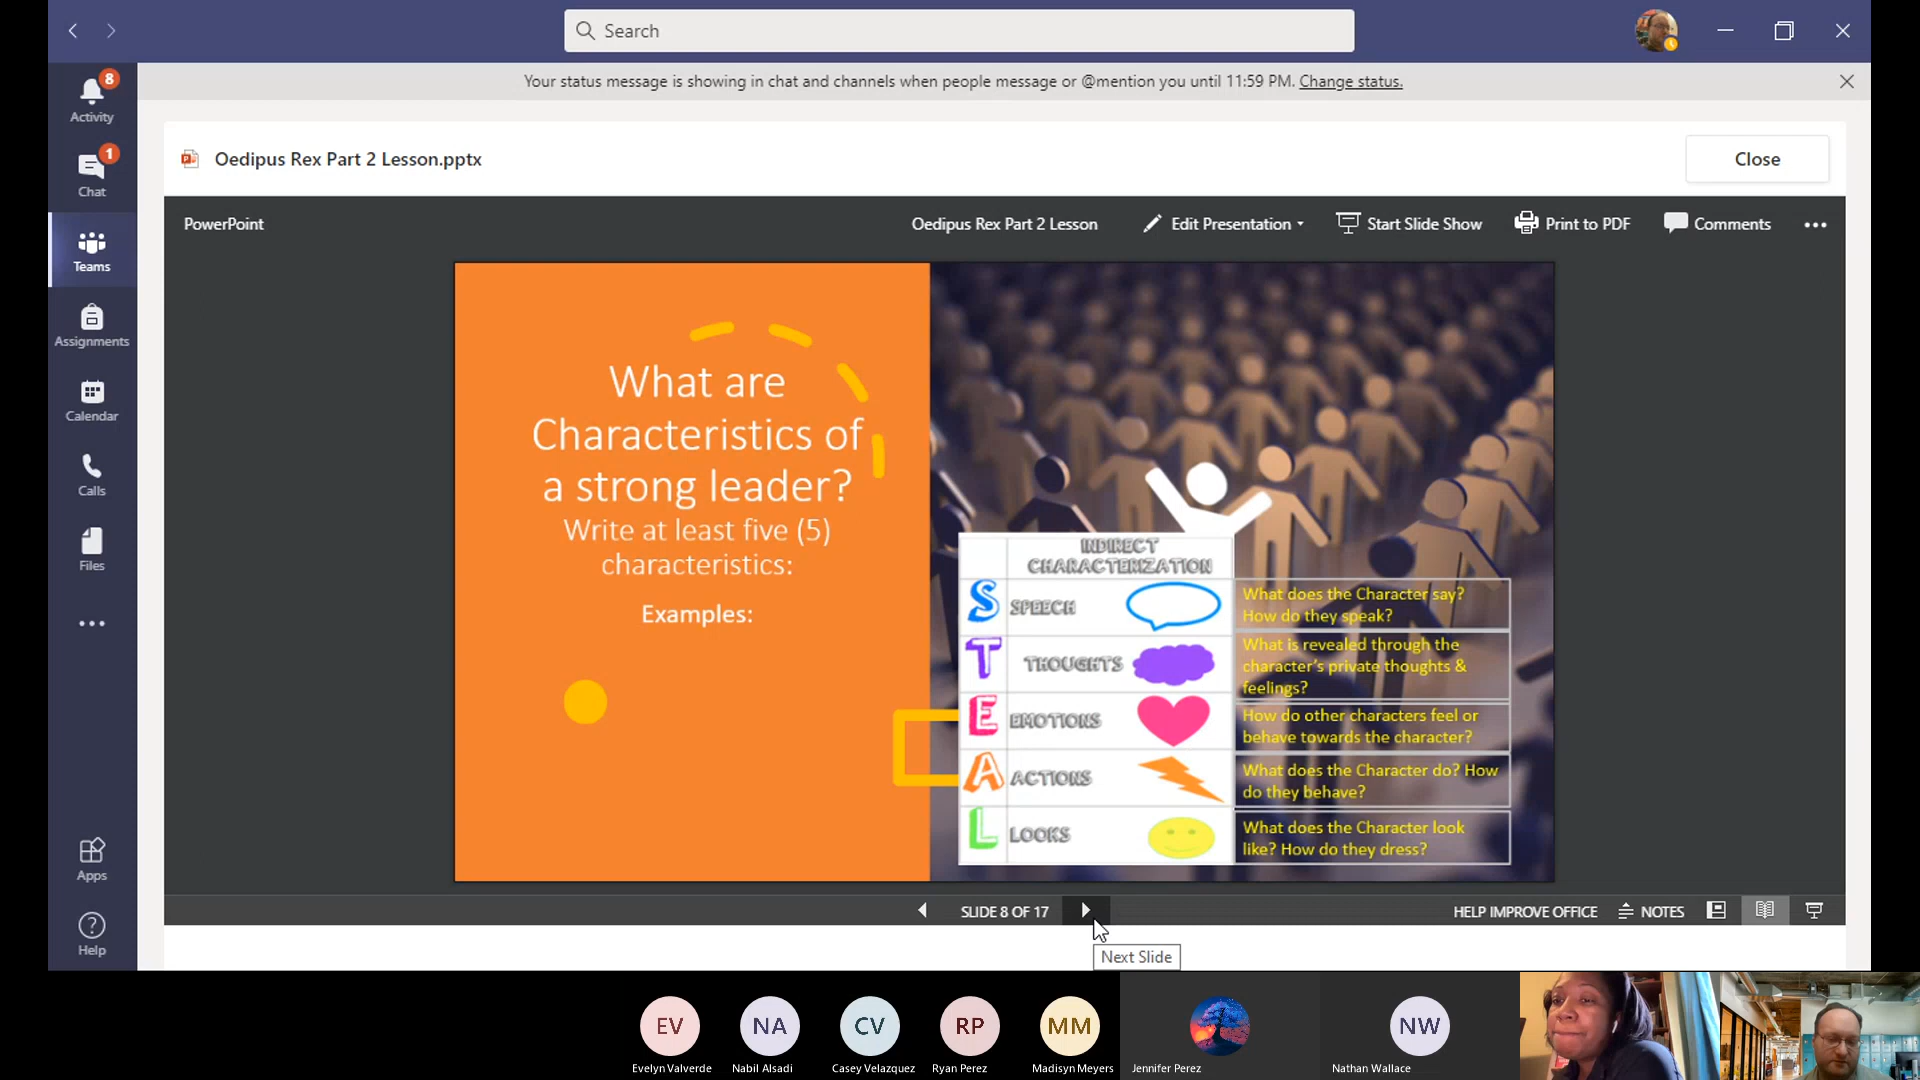 Search
Your status message is showing in chat and channels when people message or @mention you until 11:59 PM. Change status.
8
Activity
1
Chat
Teams
Assignments
Calendar
Calls
Files
Apps
Help
Oedipus Rex Part 2 Lesson.pptx
Close
PowerPoint
Oedipus Rex Part 2 Lesson
Edit Presentation
Start Slide Show
Print to PDF
Comments
What are
Characteristics of
a strong leader?
Write at least five (5)
characteristics:
Examples:
INDIRECT
CHARACTERIZATION
S SPEECH
What does the Character say?
How do they speak?
T THOUGHTS
What is revealed through the
character's private thoughts &
feelings?
E EMOTIONS
How do other characters feel or
behave towards the character?
A ACTIONS
What does the Character do? How
do they behave?
L LOOKS
What does the Character look
like? How do they dress?
SLIDE 8 OF 17
HELP IMPROVE OFFICE
NOTES
Next Slide
EV
NA
CV
RP
MM
NW
Evelyn Valverde
Nabil Alsadi
Casey Velazquez
Ryan Perez
Madisyn Meyers
Jennifer Perez
Nathan Wallace